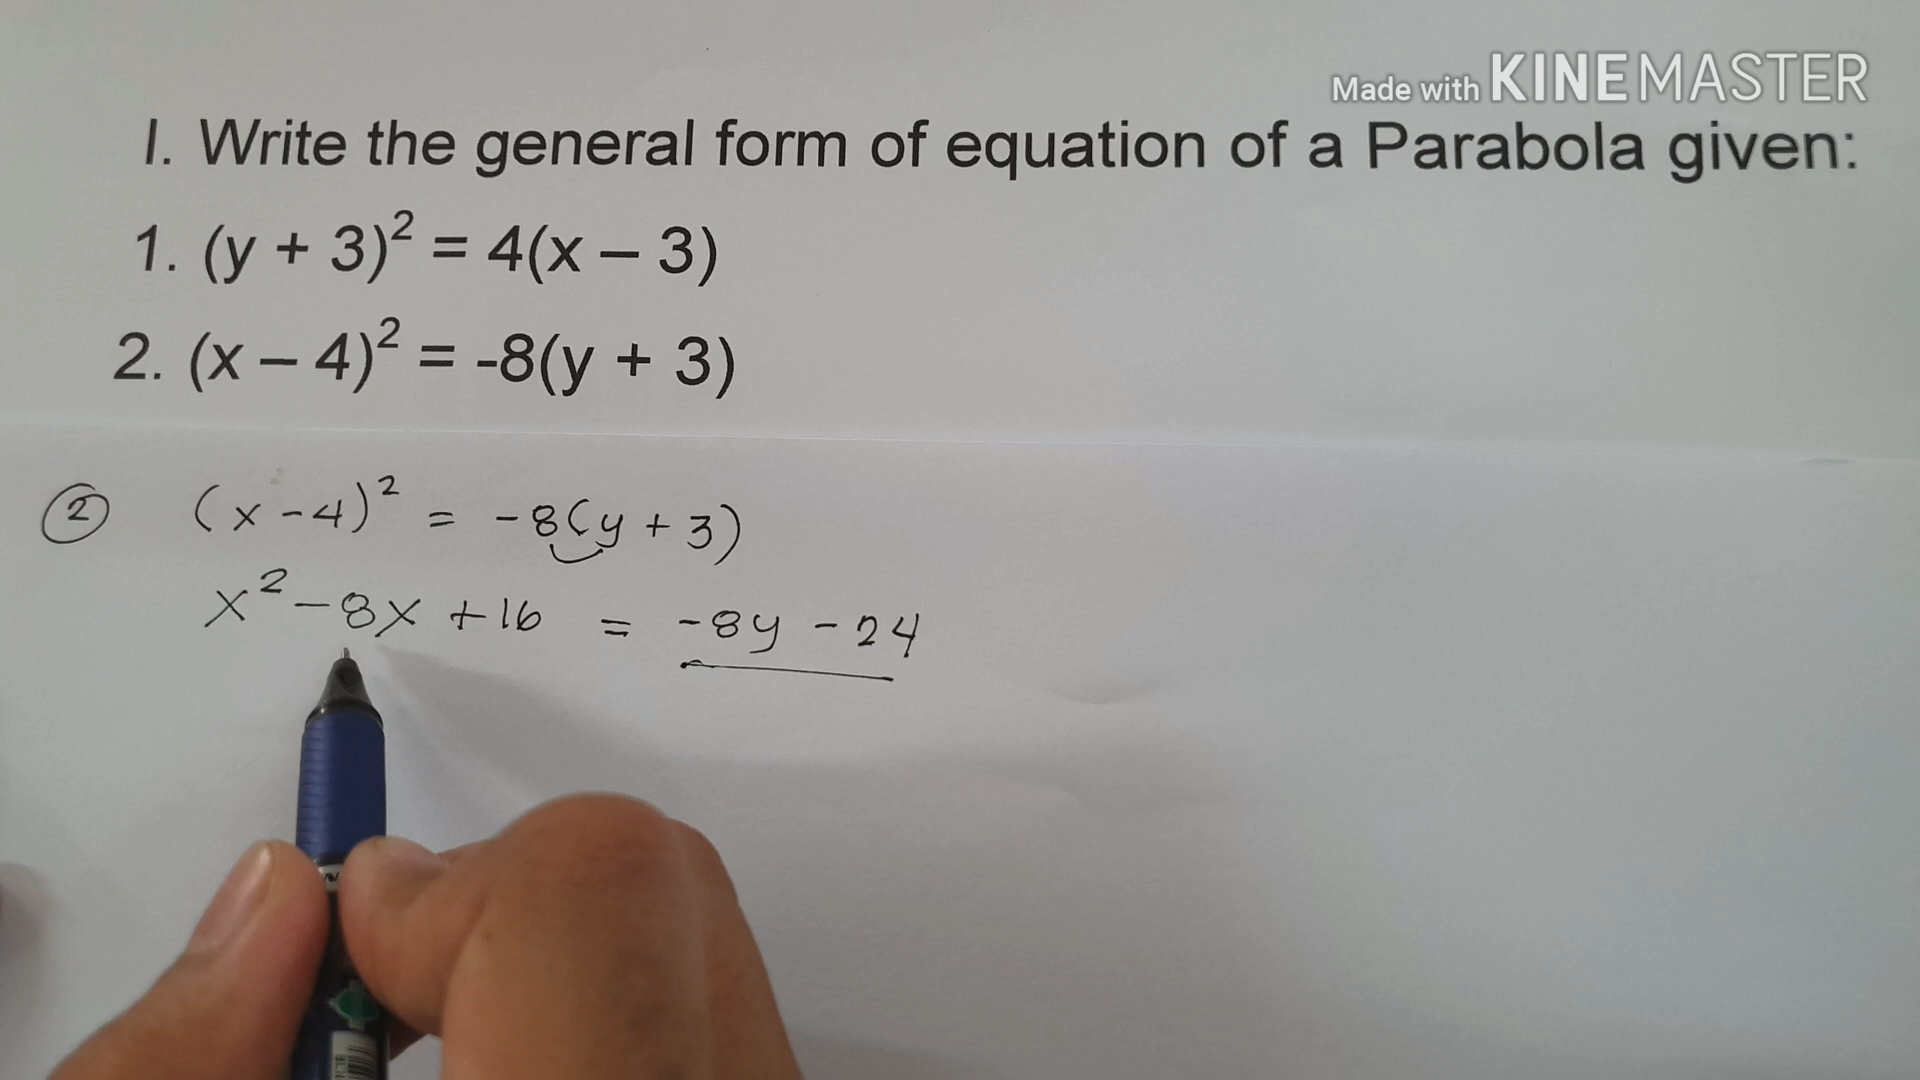 Made with KINEMASTER
I. Write the general form of equation of a Parabola given:
1. (y + 3)² = 4(x – 3)
2. (x – 4)² = -8(y + 3)
② (x - 4)² = -8(y + 3)
x² - 8x + 16 = -8y - 24